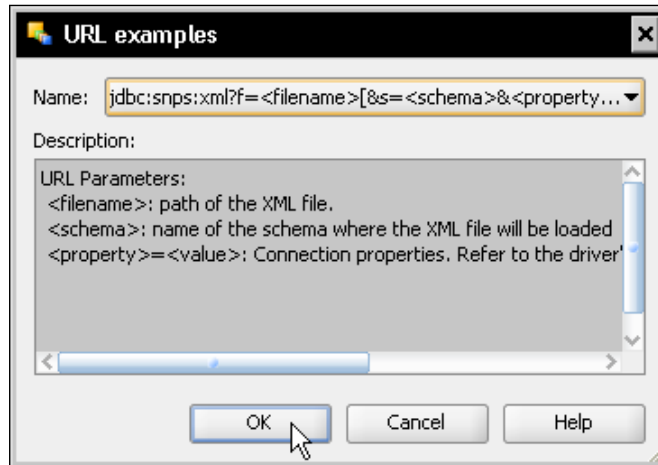 URL examples
Name: jdbc:snps:xml?f=<filename>[&s=<schema>&<property...
Description:
URL Parameters:
<filename>: path of the XML file.
<schema>: name of the schema where the XML file will be loaded
<property>=<value>: Connection properties. Refer to the driver'
OK Cancel Help